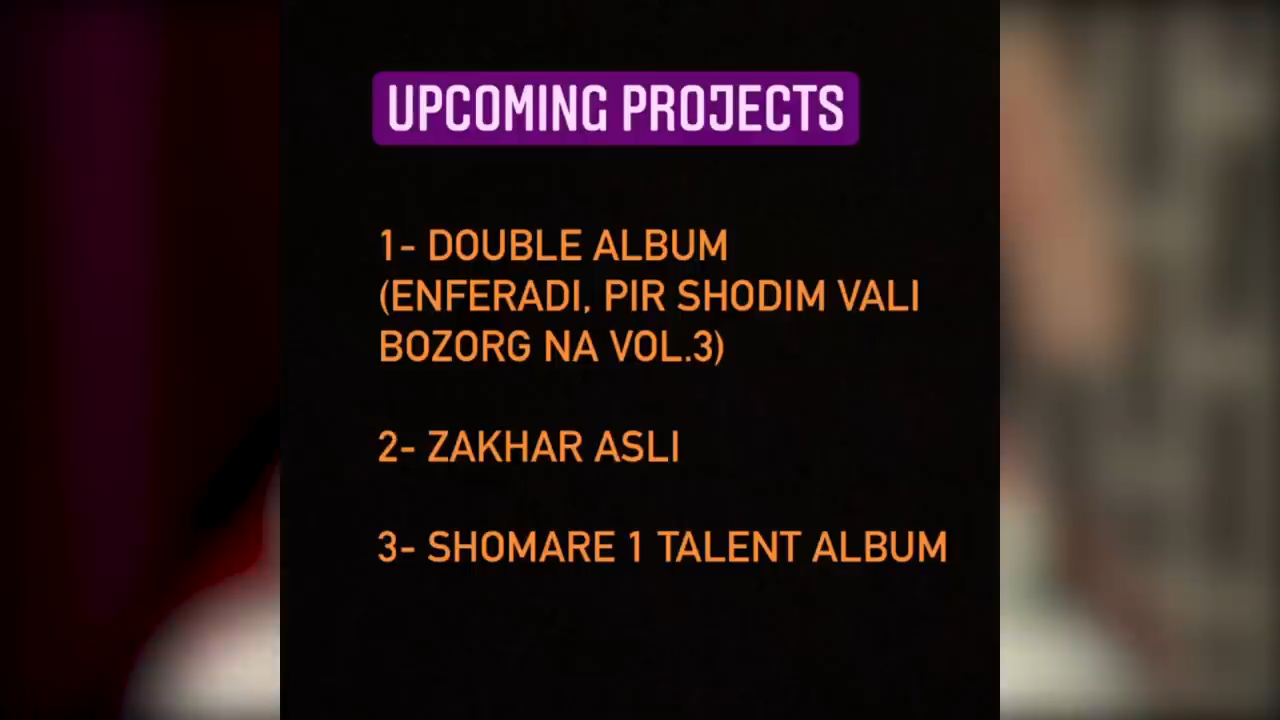 UPCOMING PROJECTS
1- DOUBLE ALBUM
(ENFERADI, PIR SHODIM VALI
BOZORG NA VOL.3)
2- ZAKHAR ASLI
3- SHOMARE 1 TALENT ALBUM